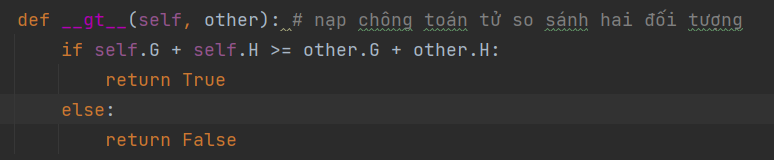 def __gt__(self, other): # nạp chông toán tử so sánh hai đối tương
    if self.G + self.H >= other.G + other.H:
        return True
    else:
        return False